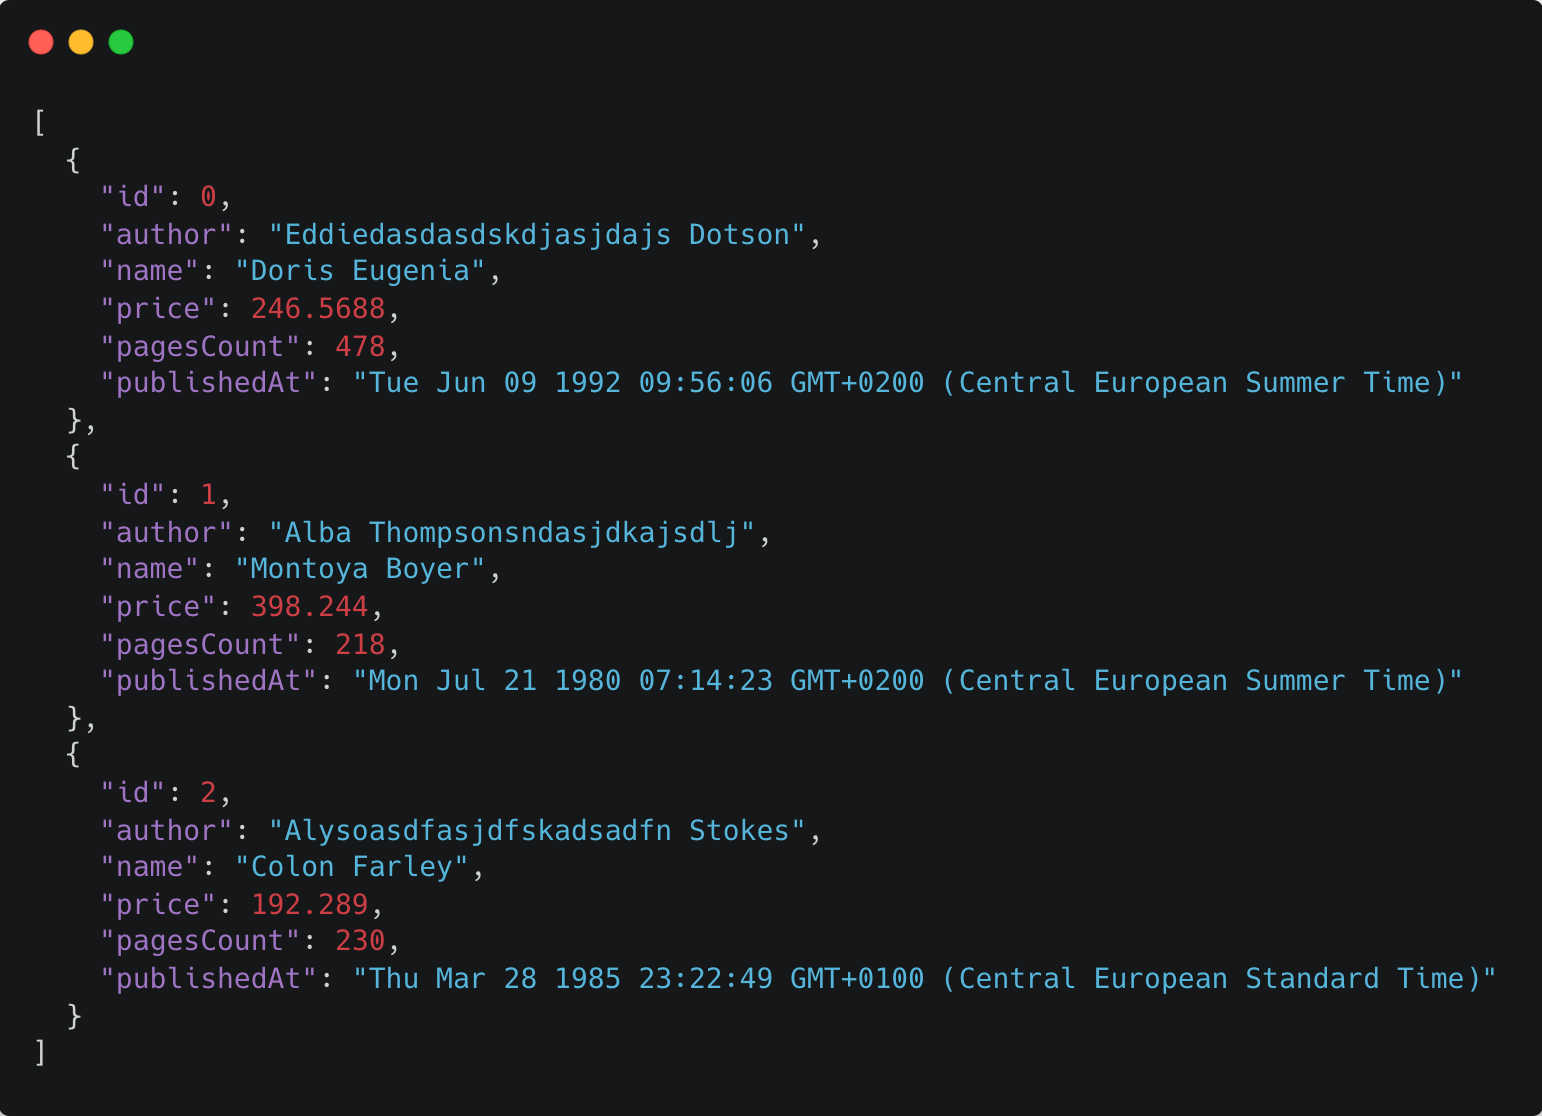 [
  {
    "id": 0,
    "author": "Eddiedasdasdskdjasjdajs Dotson",
    "name": "Doris Eugenia",
    "price": 246.5688,
    "pagesCount": 478,
    "publishedAt": "Tue Jun 09 1992 09:56:06 GMT+0200 (Central European Summer Time)"
  },
  {
    "id": 1,
    "author": "Alba Thompsonsndasjdkajsdlj",
    "name": "Montoya Boyer",
    "price": 398.244,
    "pagesCount": 218,
    "publishedAt": "Mon Jul 21 1980 07:14:23 GMT+0200 (Central European Summer Time)"
  },
  {
    "id": 2,
    "author": "Alysoasdfasjdfskadsadfn Stokes",
    "name": "Colon Farley",
    "price": 192.289,
    "pagesCount": 230,
    "publishedAt": "Thu Mar 28 1985 23:22:49 GMT+0100 (Central European Standard Time)"
  }
]